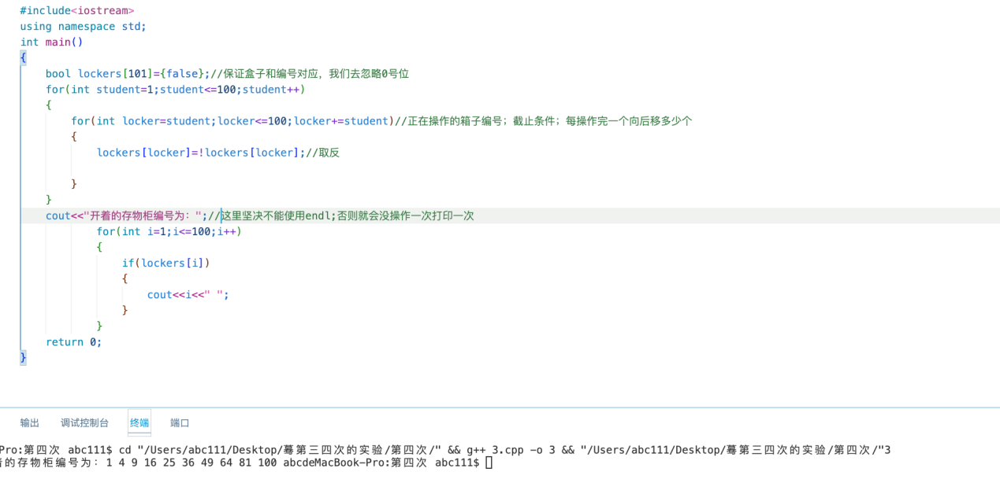 #include<iostream>
using namespace std;
int main()
{
bool lockers[101]={false};//保证盒子和编号对应，我们去忽略0号位
for(int student=1;student<=100;student++)
{
for(int locker=student;locker<=100;locker+=student)//正在操作的箱子编号；截止条件；每操作完一个向后移多少个
{
lockers[locker]=!lockers[locker];//取反
}
}
cout<<"开着的存物柜编号为：";//这里坚决不能使用endl;否则就会没操作一次打印一次
for(int i=1;i<=100;i++)
{
if(lockers[i])
{
cout<<i<<" ";
}
}
return 0;
}
输出 调试控制台 终端 端口
Pro:第四次 abc111$ cd "/Users/abc111/Desktop/蓦第三四次的实验/第四次/" && g++ 3.cpp -o 3 && "/Users/abc111/Desktop/蓦第三四次的实验/第四次/"3
着的存物柜编号为：1 4 9 16 25 36 49 64 81 100 abcdeMacBook-Pro:第四次 abc111$